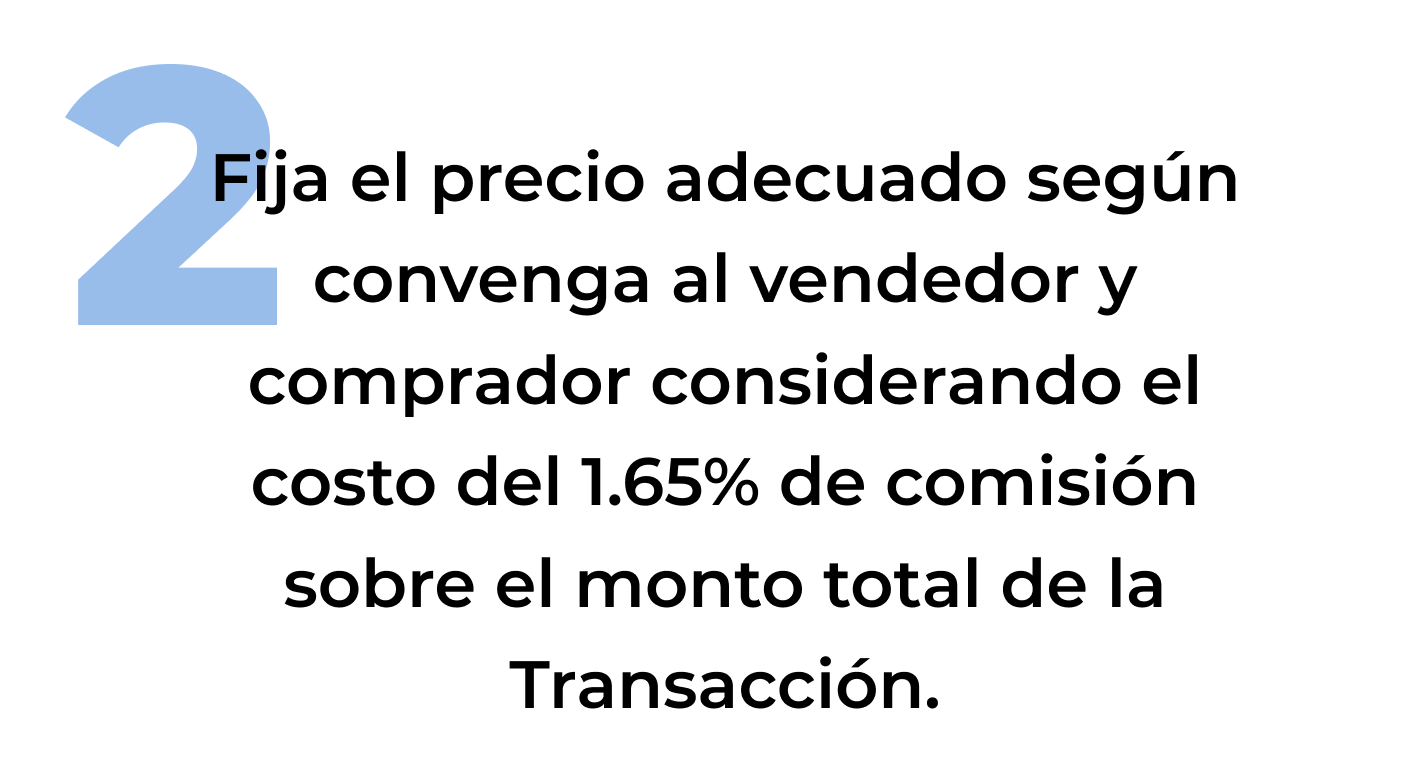 2
Fija el precio adecuado según
convenga al vendedor y
comprador considerando el
costo del 1.65% de comisión
sobre el monto total de la
Transacción.